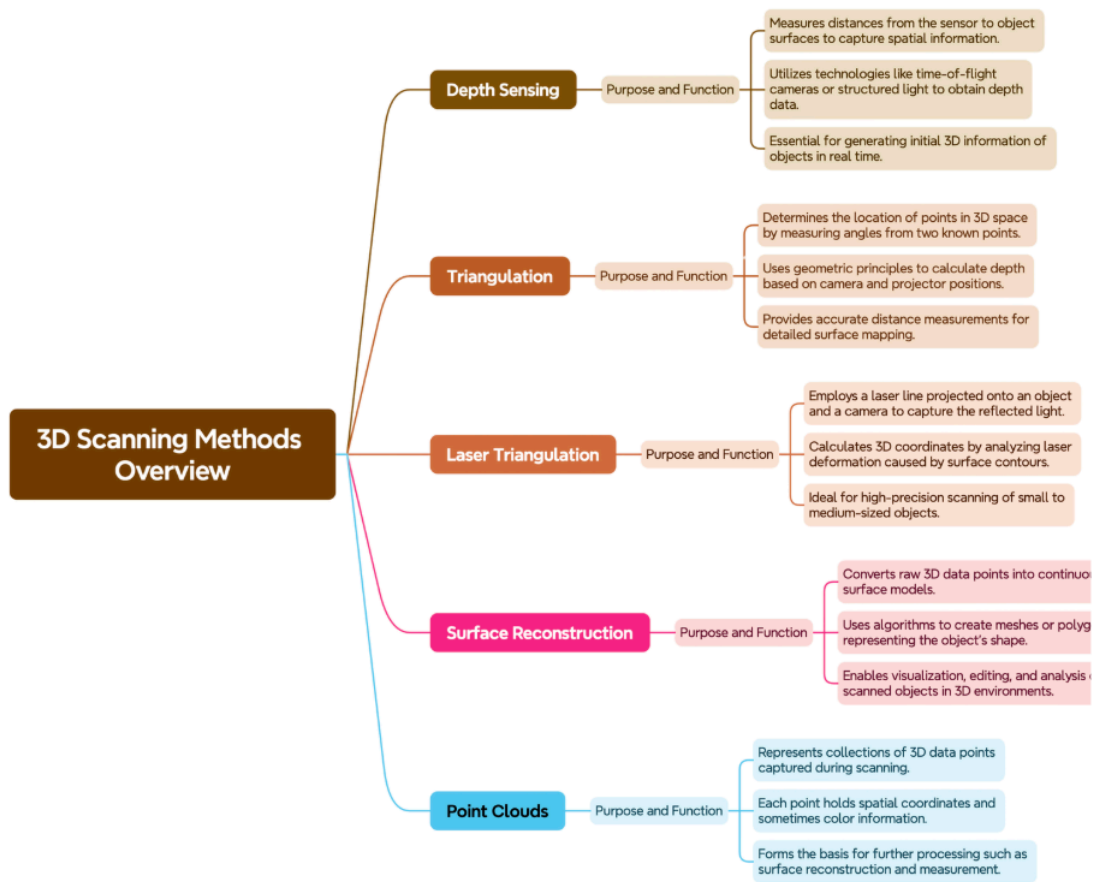 3D Scanning Methods
Overview
Depth Sensing
Purpose and Function
Measures distances from the sensor to object
surfaces to capture spatial information.
Utilizes technologies like time-of-flight
cameras or structured light to obtain depth
data.
Essential for generating initial 3D information of
objects in real time.
Triangulation
Purpose and Function
Determines the location of points in 3D space
by measuring angles from two known points.
Uses geometric principles to calculate depth
based on camera and projector positions.
Provides accurate distance measurements for
detailed surface mapping.
Laser Triangulation
Purpose and Function
Employs a laser line projected onto an object
and a camera to capture the reflected light.
Calculates 3D coordinates by analyzing laser
deformation caused by surface contours.
Ideal for high-precision scanning of small to
medium-sized objects.
Surface Reconstruction
Purpose and Function
Converts raw 3D data points into
surface models.
Uses algorithms to create meshes or
representing the object's shape.
Enables visualization, editing, and analysis
scanned objects in 3D environments.
Point Clouds
Purpose and Function
Represents collections of 3D data points
captured during scanning.
Each point holds spatial coordinates and
sometimes color information.
Forms the basis for further processing such as
surface reconstruction and measurement.